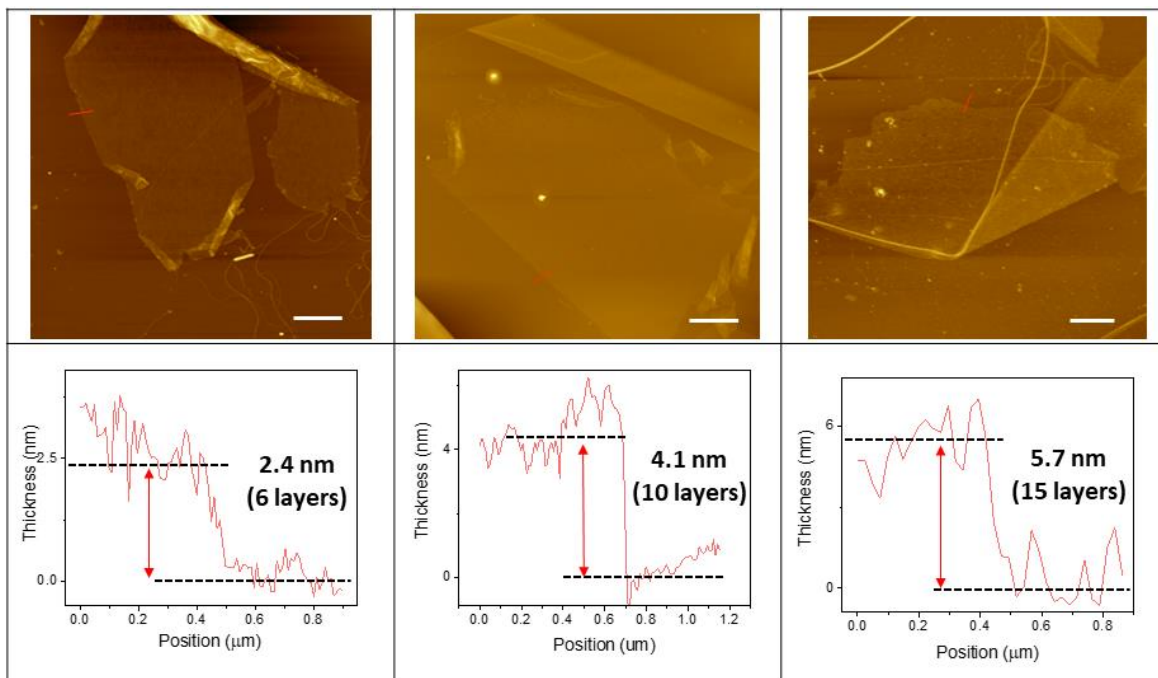 Thickness (nm)
2.5
0.0
2.4 nm
(6 layers)
0.0 0.2 0.4 0.6 0.8
Position (μm)
Thickness (nm)
4
0
4.1 nm
(10 layers)
0.0 0.2 0.4 0.6 0.8 1.0 1.2
Position (um)
Thickness (nm)
6
0
5.7 nm
(15 layers)
0.0 0.2 0.4 0.6 0.8
Position (μm)